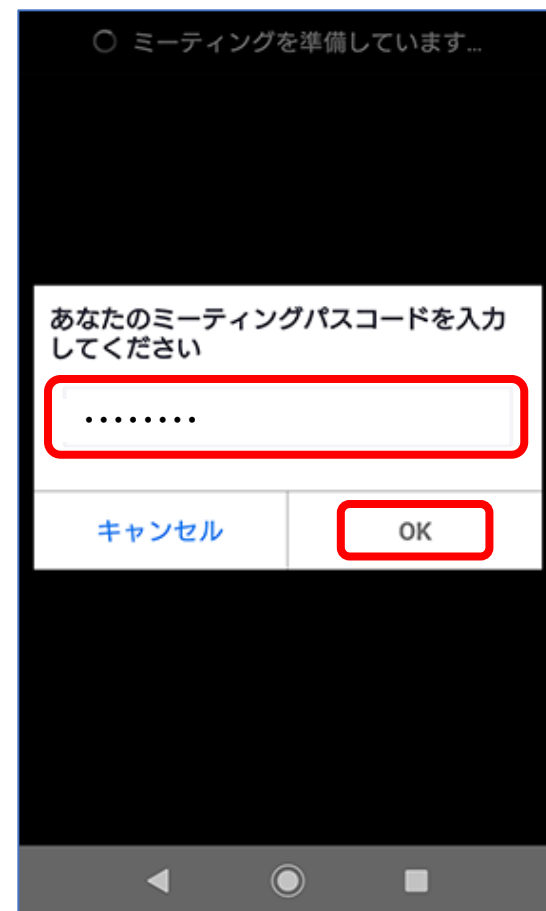 ミーティングを準備しています...
あなたのミーティングパスコードを入力
してください
••••••••
キャンセル
OK